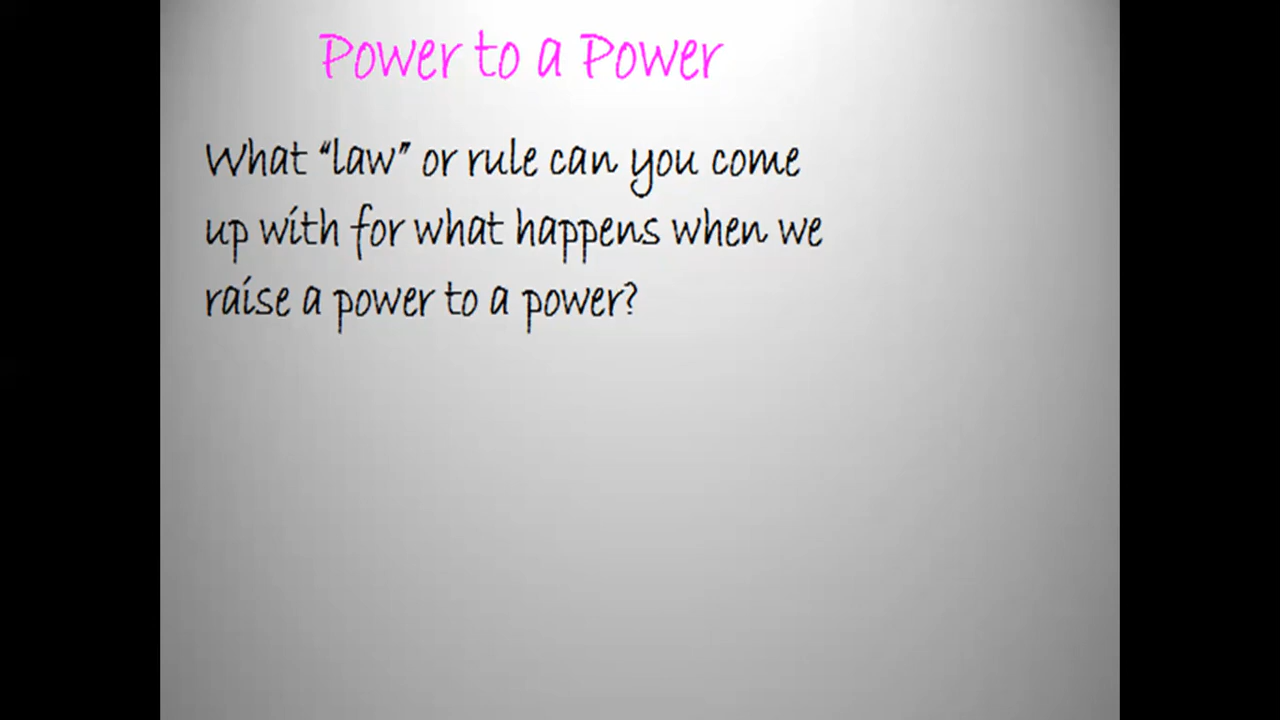 Power to a Power
What “law” or rule can you come
up with for what happens when we
raise a power to a power?